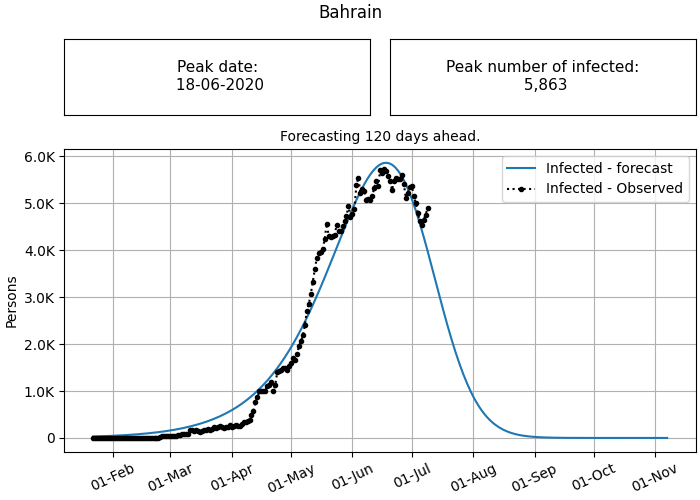 Bahrain
Peak date:
18-06-2020
Peak number of infected:
5,863
Forecasting 120 days ahead.
6.0K
5.0K
4.0K
3.0K
2.0K
1.0K
0
Persons
Infected - forecast
Infected - Observed
01-Feb
01-Mar
01-Apr
01-May
01-Jun
01-Jul
01-Aug
01-Sep
01-Oct
01-Nov